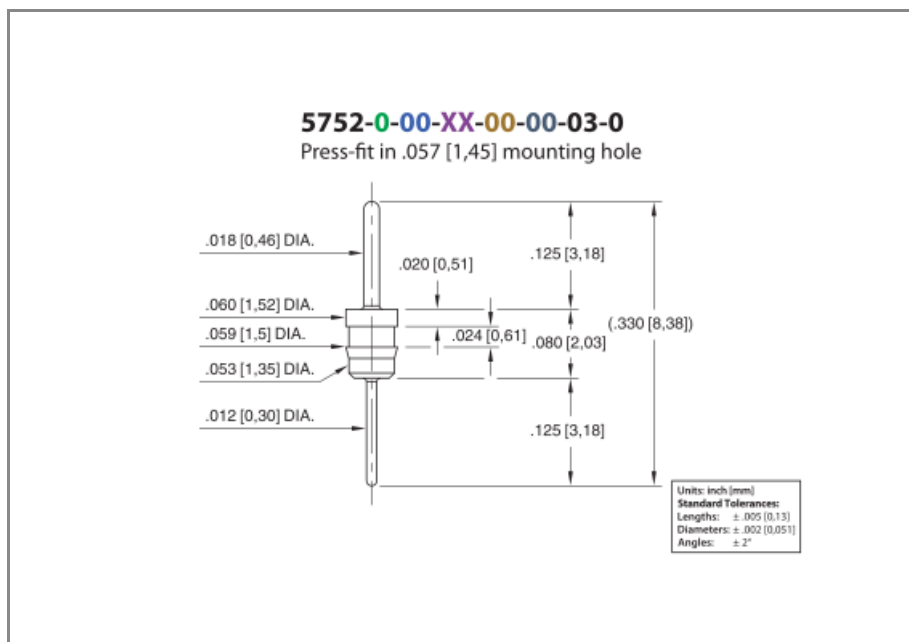 5752-0-00-XX-00-00-03-0
Press-fit in .057 [1,45] mounting hole
.018 [0,46] DIA.
.020 [0,51]
.125 [3,18]
.060 [1,52] DIA.
(.330 [8,38])
.059 [1,5] DIA.
.024 [0,61]
.080 [2,03]
.053 [1,35] DIA.
.012 [0,30] DIA.
.125 [3,18]
Units: inch [mm]
Standard Tolerances:
Lengths: ± .005 [0,13]
Diameters: ± .002 [0,051]
Angles: ± 2°